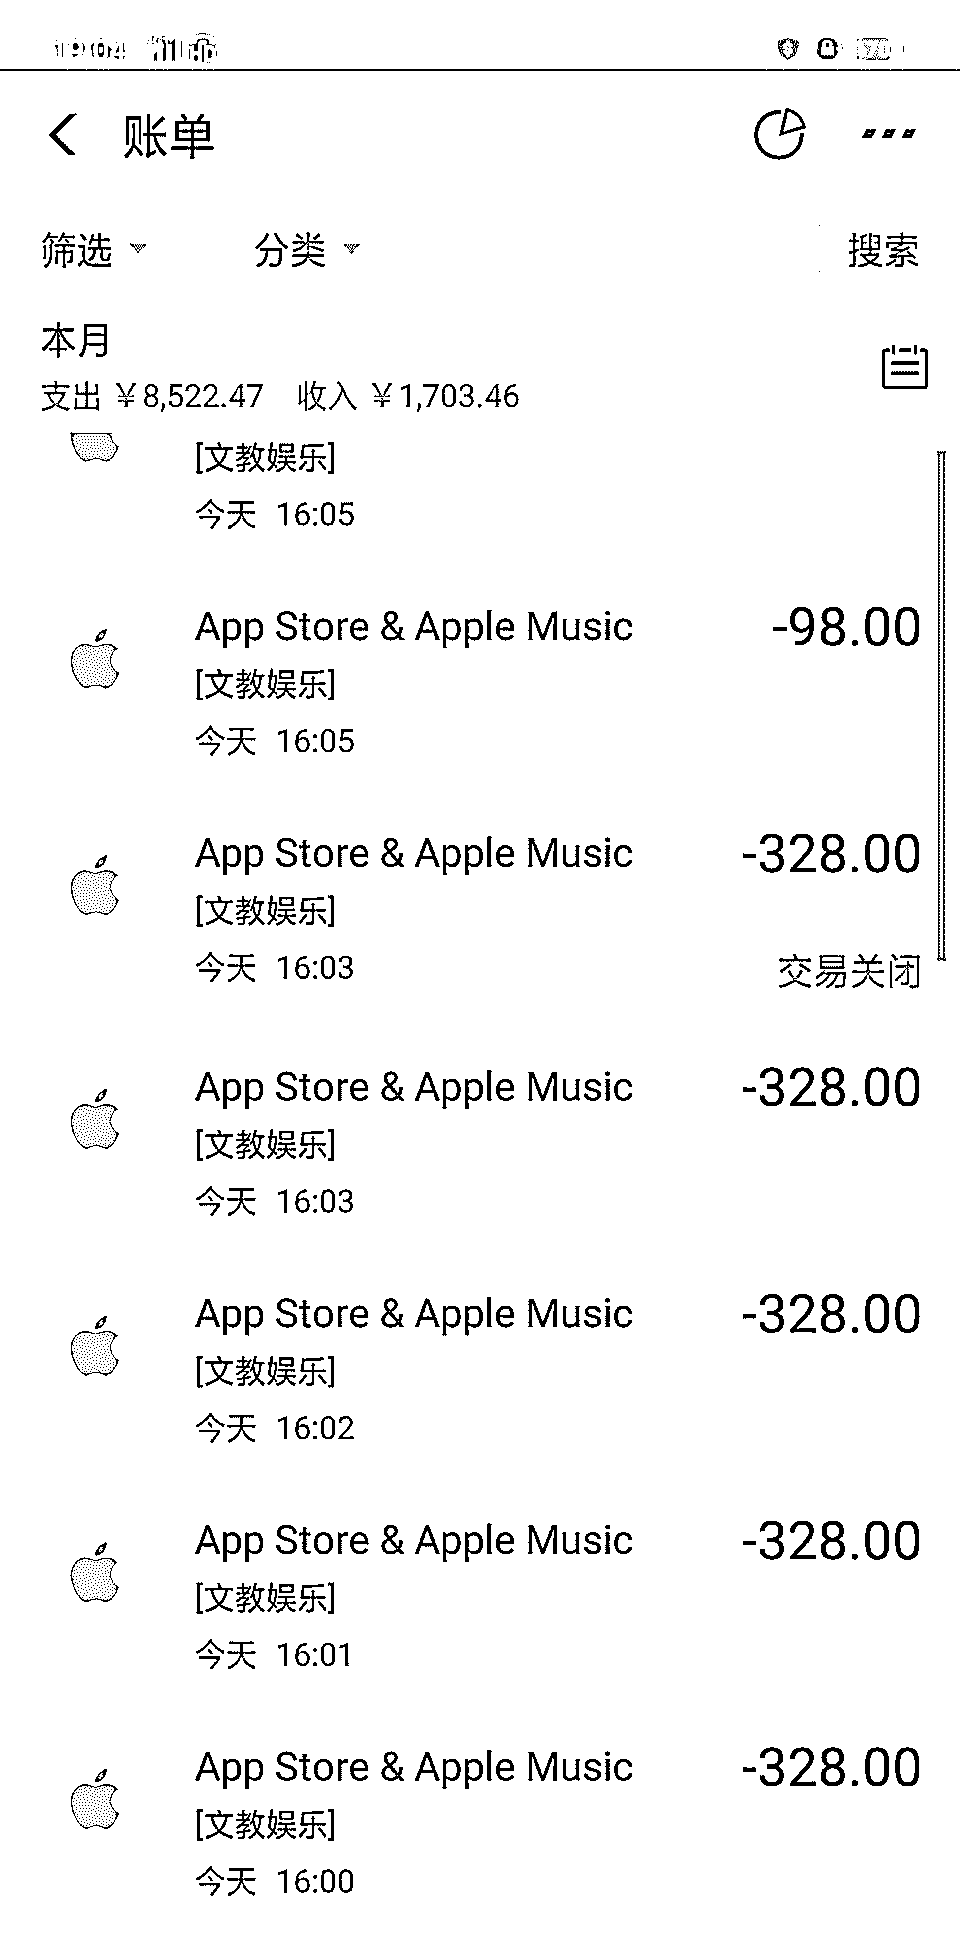 19:04
账单
筛选 分类 搜索
本月
支出 ￥8,522.47 收入 ￥1,703.46
[文教娱乐]
今天 16:05
App Store & Apple Music -98.00
[文教娱乐]
今天 16:05
App Store & Apple Music -328.00
[文教娱乐]
今天 16:03 交易关闭
App Store & Apple Music -328.00
[文教娱乐]
今天 16:03
App Store & Apple Music -328.00
[文教娱乐]
今天 16:02
App Store & Apple Music -328.00
[文教娱乐]
今天 16:01
App Store & Apple Music -328.00
[文教娱乐]
今天 16:00